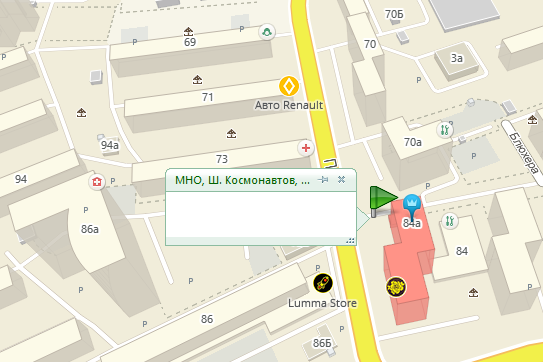 70Б
69
70
3а
71
Авто Renault
94а
70а
73
П
Блюхера
94
P
МНО, Ш. Космонавтов, ...
P
86а
84а
84
P
P
Lumma Store
86
P
86Б
P